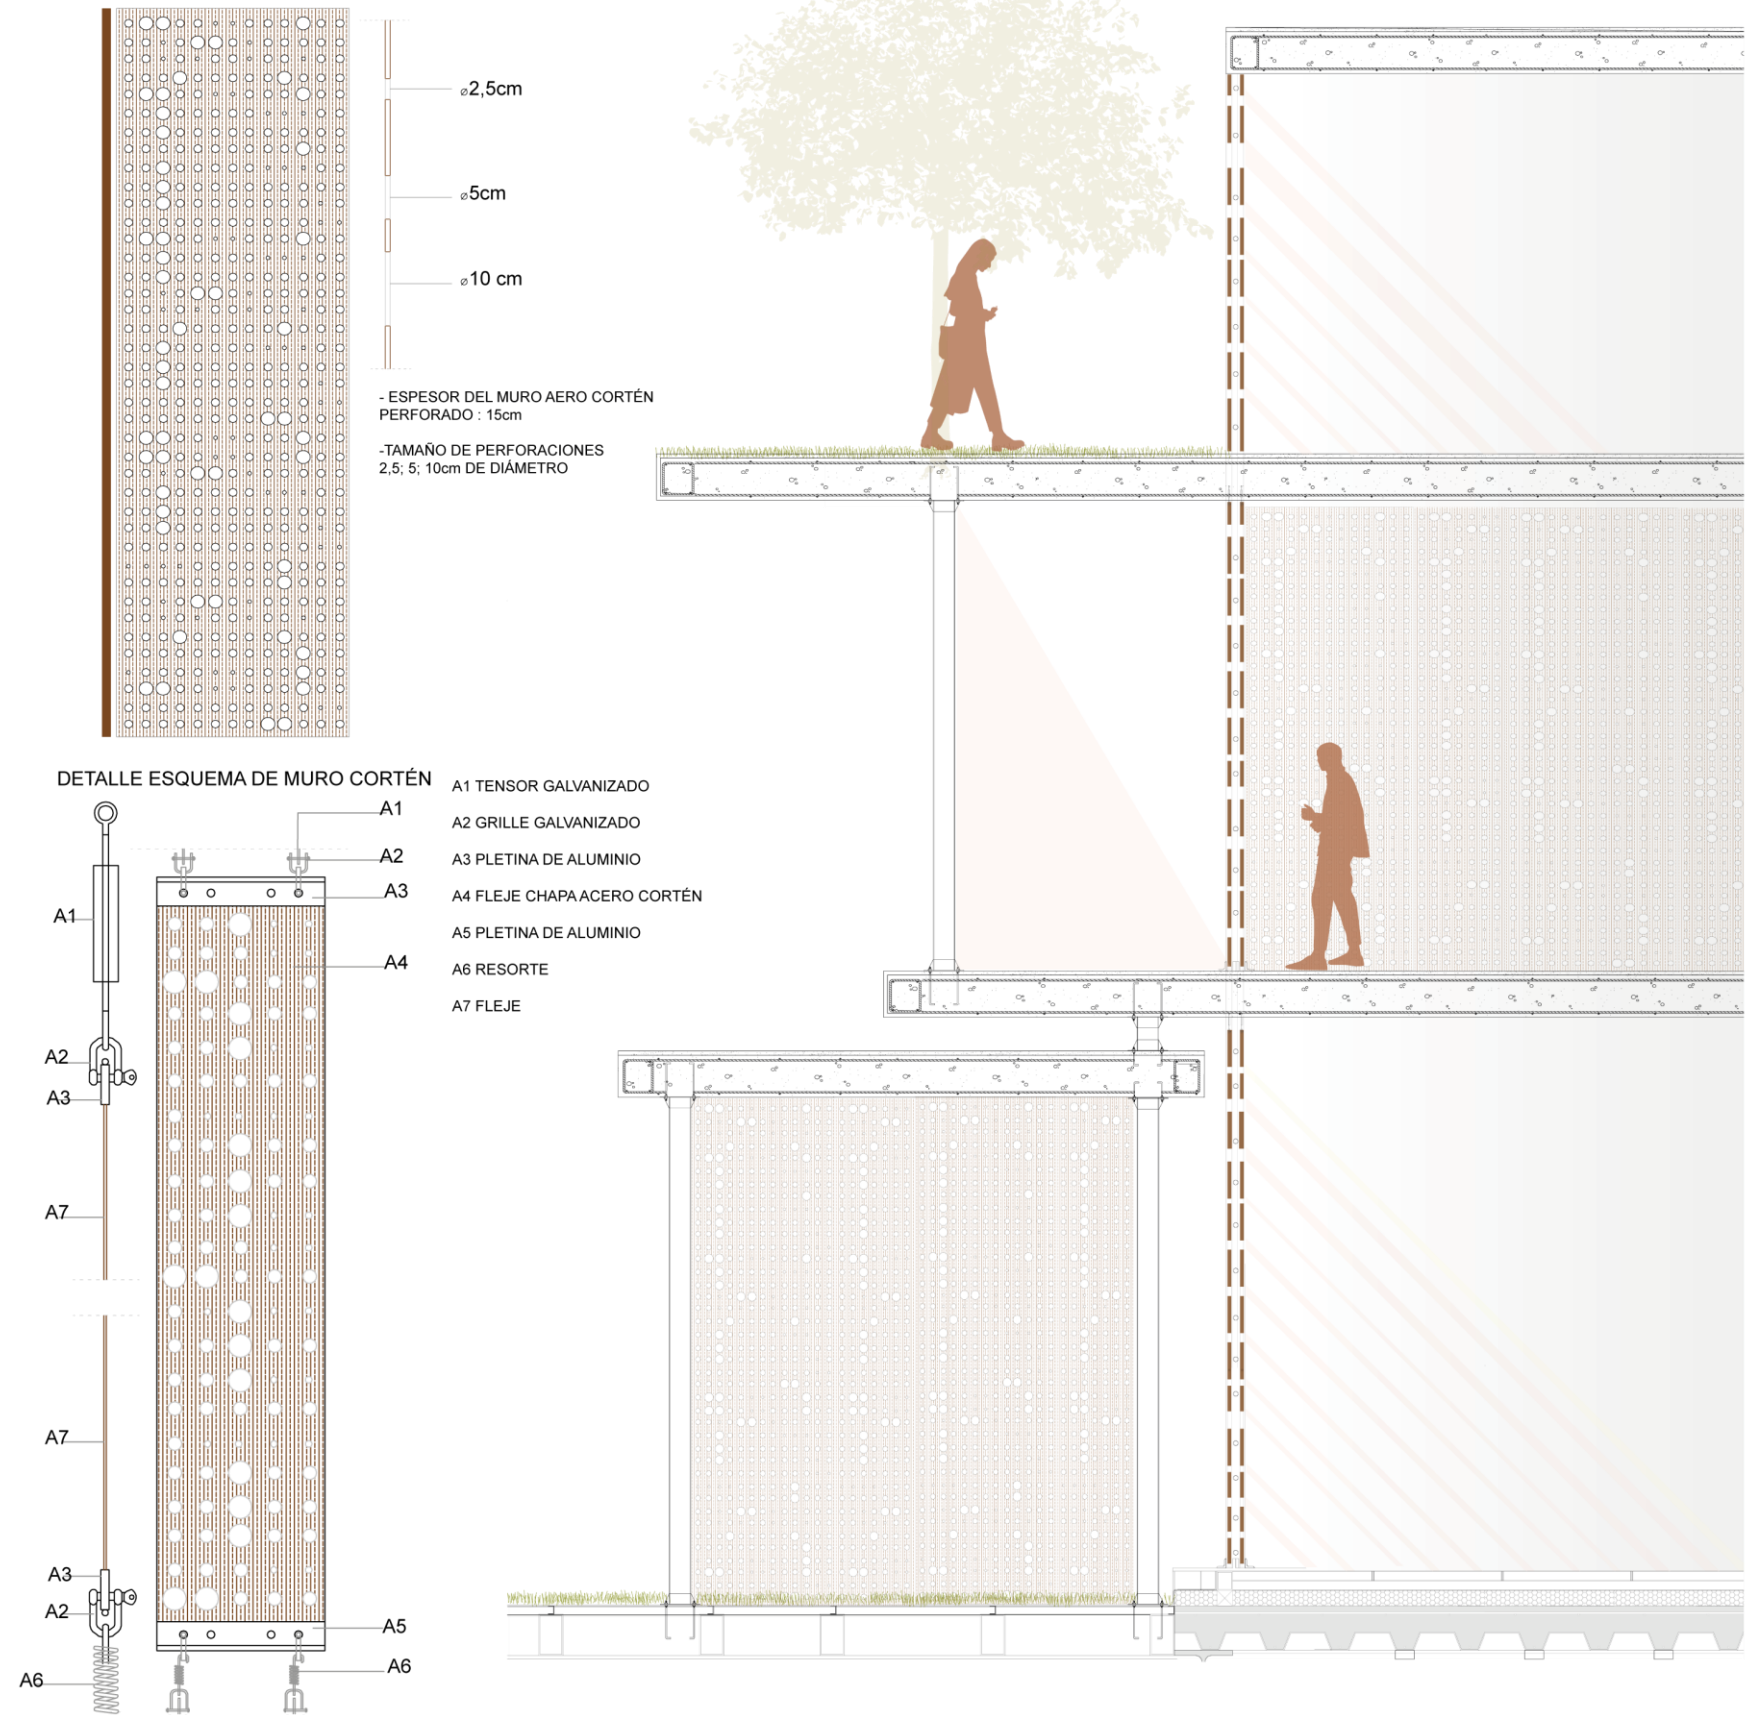 ⌀2,5cm
⌀5cm
⌀10 cm
- ESPESOR DEL MURO AERO CORTÉN
PERFORADO : 15cm
-TAMAÑO DE PERFORACIONES
2,5; 5; 10cm DE DIÁMETRO
DETALLE ESQUEMA DE MURO CORTÉN
A1 TENSOR GALVANIZADO
A2 GRILLE GALVANIZADO
A3 PLETINA DE ALUMINIO
A4 FLEJE CHAPA ACERO CORTÉN
A5 PLETINA DE ALUMINIO
A6 RESORTE
A7 FLEJE
A1
A2
A3
A7
A7
A3
A2
A6
A1
A2
A3
A4
A5
A6